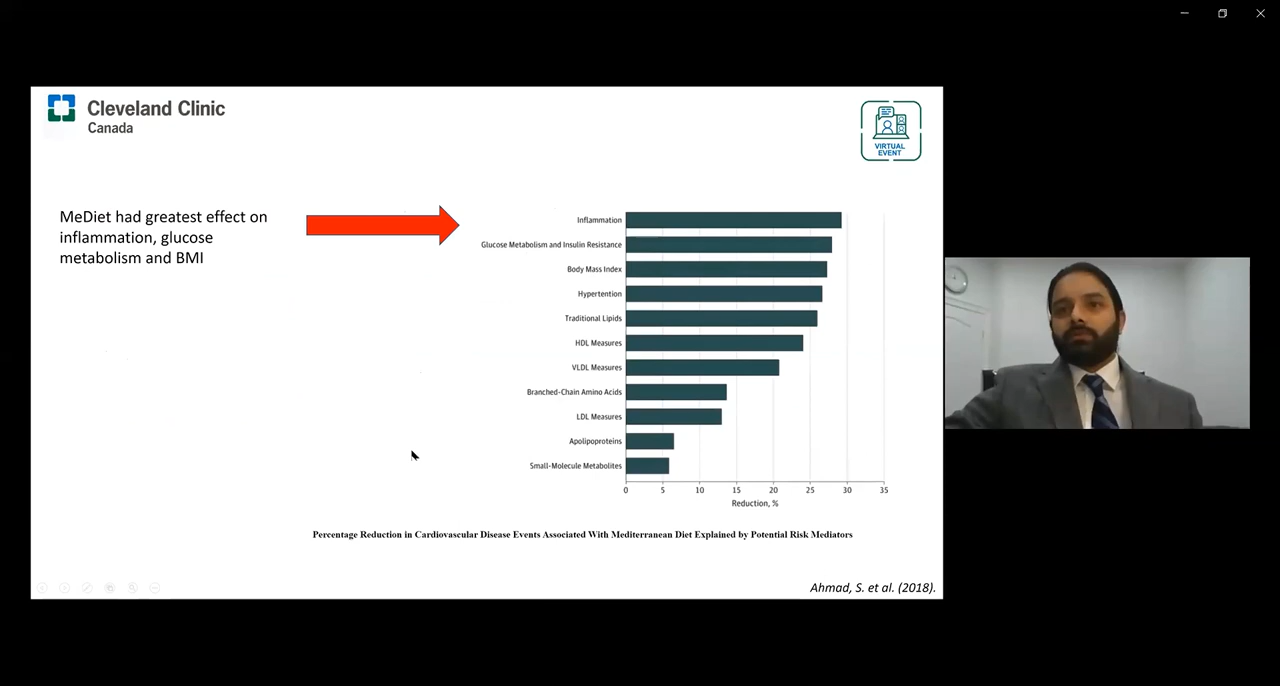 Cleveland Clinic
Canada
VIRTUAL
EVENT
MeDiet had greatest effect on
inflammation, glucose
metabolism and BMI
Inflammation
Glucose Metabolism and Insulin Resistance
Body Mass Index
Hypertention
Traditional Lipids
HDL Measures
VLDL Measures
Branched-Chain Amino Acids
LDL Measures
Apolipoproteins
Small-Molecule Metabolites
0 5 10 15 20 25 30 35
Reduction, %
Percentage Reduction in Cardiovascular Disease Events Associated With Mediterranean Diet Explained by Potential Risk Mediators
Ahmad, S. et al. (2018).